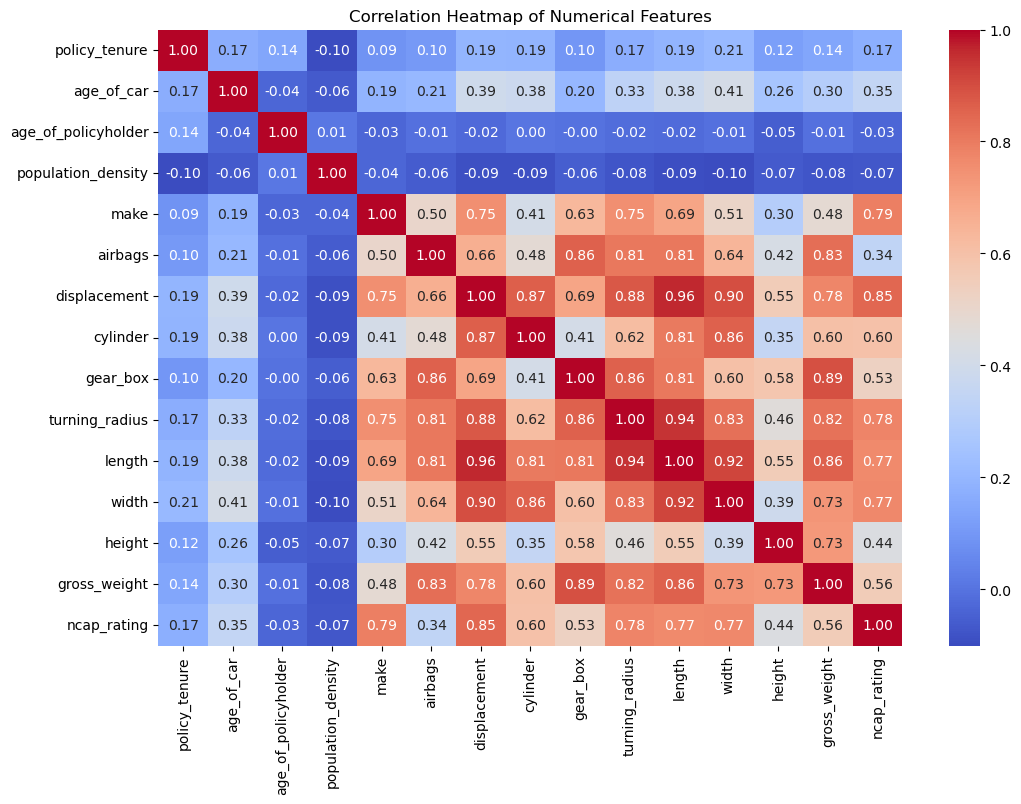 Correlation Heatmap of Numerical Features
policy_tenure 1.00 0.17 0.14 -0.10 0.09 0.10 0.19 0.19 0.10 0.17 0.19 0.21 0.12 0.14 0.17
age_of_car 0.17 1.00 -0.04 -0.06 0.19 0.21 0.39 0.38 0.20 0.33 0.38 0.41 0.26 0.30 0.35
age_of_policyholder 0.14 -0.04 1.00 0.01 -0.03 -0.01 -0.02 0.00 -0.00 -0.02 -0.02 -0.01 -0.05 -0.01 -0.03
population_density -0.10 -0.06 0.01 1.00 -0.04 -0.06 -0.09 -0.09 -0.06 -0.08 -0.09 -0.10 -0.07 -0.08 -0.07
make 0.09 0.19 -0.03 -0.04 1.00 0.50 0.75 0.41 0.63 0.75 0.69 0.51 0.30 0.48 0.79
airbags 0.10 0.21 -0.01 -0.06 0.50 1.00 0.66 0.48 0.86 0.81 0.81 0.64 0.42 0.83 0.34
displacement 0.19 0.39 -0.02 -0.09 0.75 0.66 1.00 0.87 0.69 0.88 0.96 0.90 0.55 0.78 0.85
cylinder 0.19 0.38 0.00 -0.09 0.41 0.48 0.87 1.00 0.41 0.62 0.81 0.86 0.35 0.60 0.60
gear_box 0.10 0.20 -0.00 -0.06 0.63 0.86 0.69 0.41 1.00 0.86 0.81 0.60 0.58 0.89 0.53
turning_radius 0.17 0.33 -0.02 -0.08 0.75 0.81 0.88 0.62 0.86 1.00 0.94 0.83 0.46 0.82 0.78
length 0.19 0.38 -0.02 -0.09 0.69 0.81 0.96 0.81 0.81 0.94 1.00 0.92 0.55 0.86 0.77
width 0.21 0.41 -0.01 -0.10 0.51 0.64 0.90 0.86 0.60 0.83 0.92 1.00 0.39 0.73 0.77
height 0.12 0.26 -0.05 -0.07 0.30 0.42 0.55 0.35 0.58 0.46 0.55 0.39 1.00 0.73 0.44
gross_weight 0.14 0.30 -0.01 -0.08 0.48 0.83 0.78 0.60 0.89 0.82 0.86 0.73 0.73 1.00 0.56
ncap_rating 0.17 0.35 -0.03 -0.07 0.79 0.34 0.85 0.60 0.53 0.78 0.77 0.77 0.44 0.56 1.00
policy_tenure
age_of_car
age_of_policyholder
population_density
make
airbags
displacement
cylinder
gear_box
turning_radius
length
width
height
gross_weight
ncap_rating
1.0
0.8
0.6
0.4
0.2
0.0